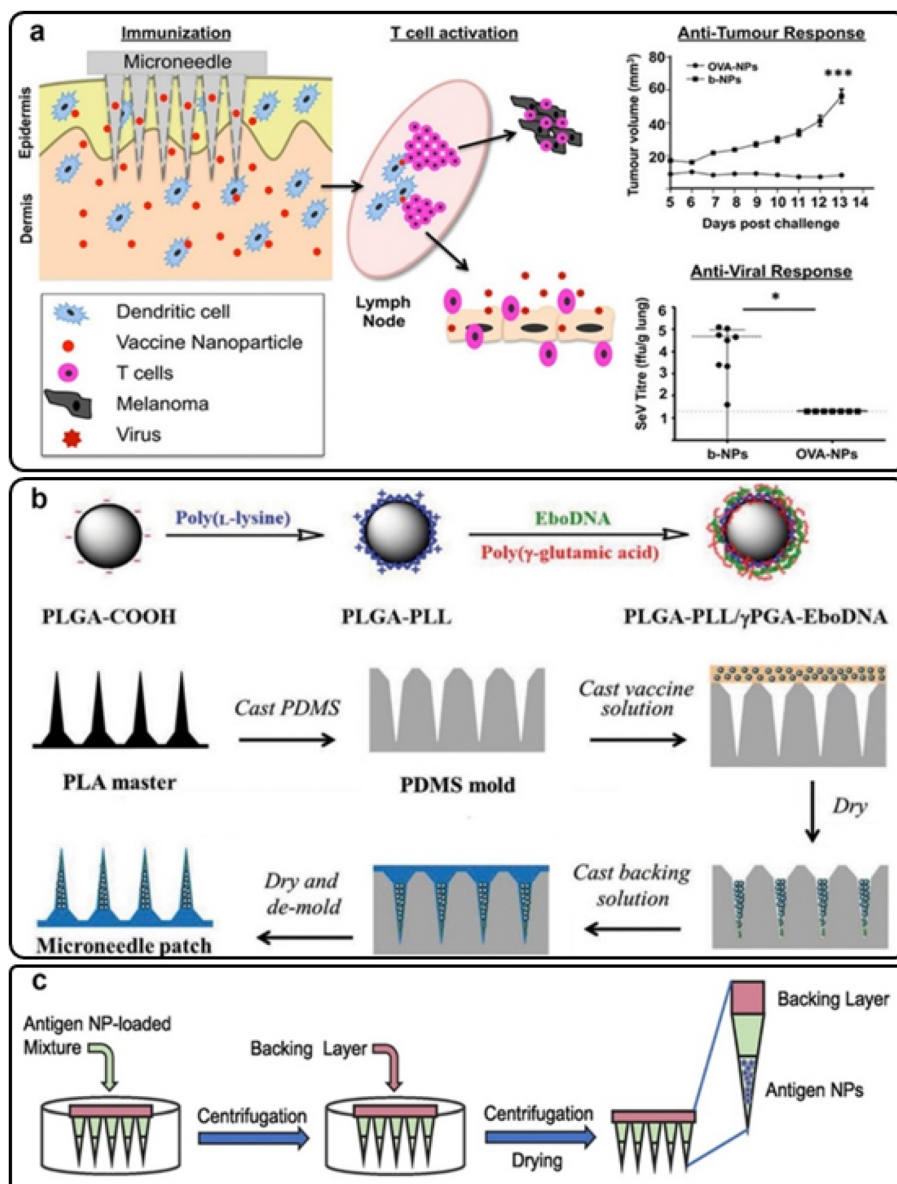 a
Immunization
Microneedle
Epidermis
Dermis
T cell activation
Lymph
Node
Dendritic cell
Vaccine Nanoparticle
T cells
Melanoma
Virus
Anti-Tumour Response
OVA-NPs
b-NPs
***
Tumour volume (mm³)
80
60
40
20
5 6 7 8 9 10 11 12 13 14
Days post challenge
Anti-Viral Response
*
SeV Titre (ffu/g lung)
6
5
4
3
2
1
b-NPs OVA-NPs
b
Poly(L-lysine)
EboDNA
Poly(γ-glutamic acid)
PLGA-COOH
PLGA-PLL
PLGA-PLL/γPGA-EboDNA
Cast PDMS
Cast vaccine
solution
PLA master
PDMS mold
Dry
Cast backing
solution
Dry and
de-mold
Microneedle patch
c
Antigen NP-loaded
Mixture
Centrifugation
Backing Layer
Centrifugation
Drying
Backing Layer
Antigen NPs